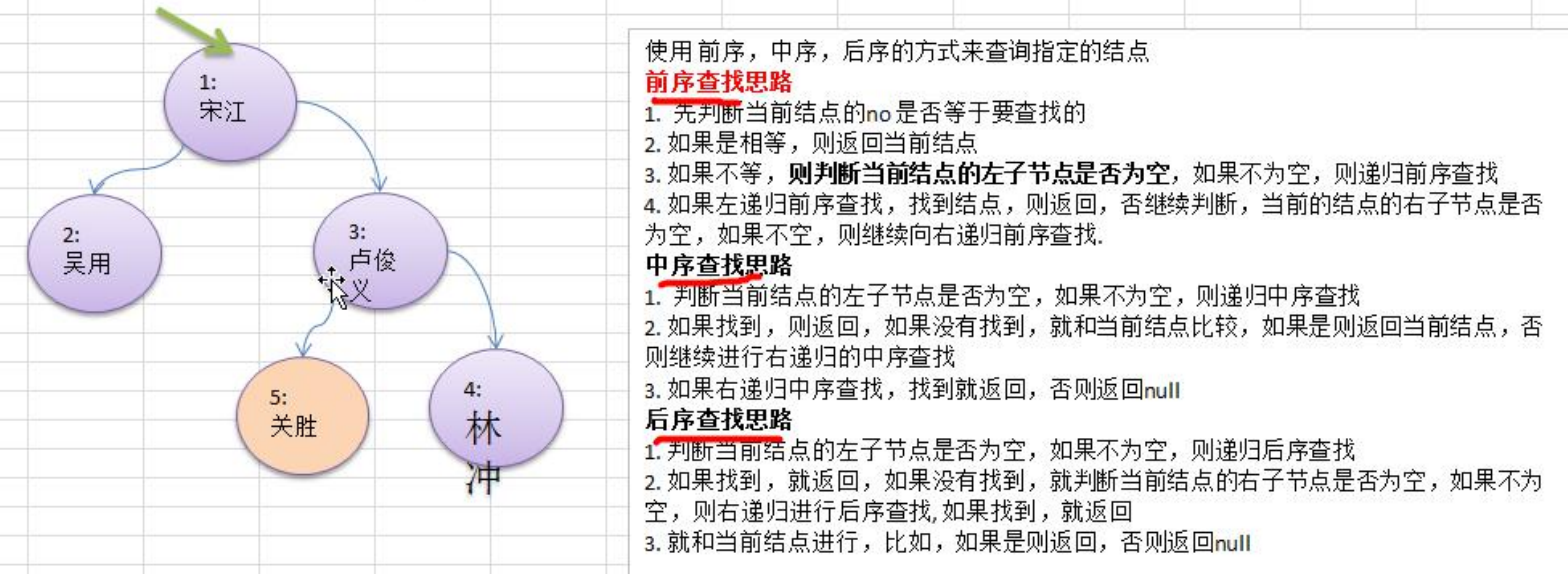 1:
宋江
2:
吴用
3:
卢俊
义
5:
关胜
4:
林
冲
使用前序，中序，后序的方式来查询指定的结点
前序查找思路
1. 先判断当前结点的no是否等于要查找的
2. 如果是相等，则返回当前结点
3. 如果不等，则判断当前结点的左子节点是否为空，如果不为空，则递归前序查找
4. 如果左递归前序查找，找到结点，则返回，否继续判断，当前的结点的右子节点是否
为空，如果不空，则继续向右递归前序查找.
中序查找思路
1. 判断当前结点的左子节点是否为空，如果不为空，则递归中序查找
2. 如果找到，则返回，如果没有找到，就和当前结点比较，如果是则返回当前结点，否
则继续进行右递归的中序查找
3. 如果右递归中序查找，找到就返回，否则返回null
后序查找思路
1. 判断当前结点的左子节点是否为空，如果不为空，则递归后序查找
2. 如果找到，就返回，如果没有找到，就判断当前结点的右子节点是否为空，如果不为
空，则右递归进行后序查找,如果找到，就返回
3. 就和当前结点进行，比如，如果是则返回，否则返回null